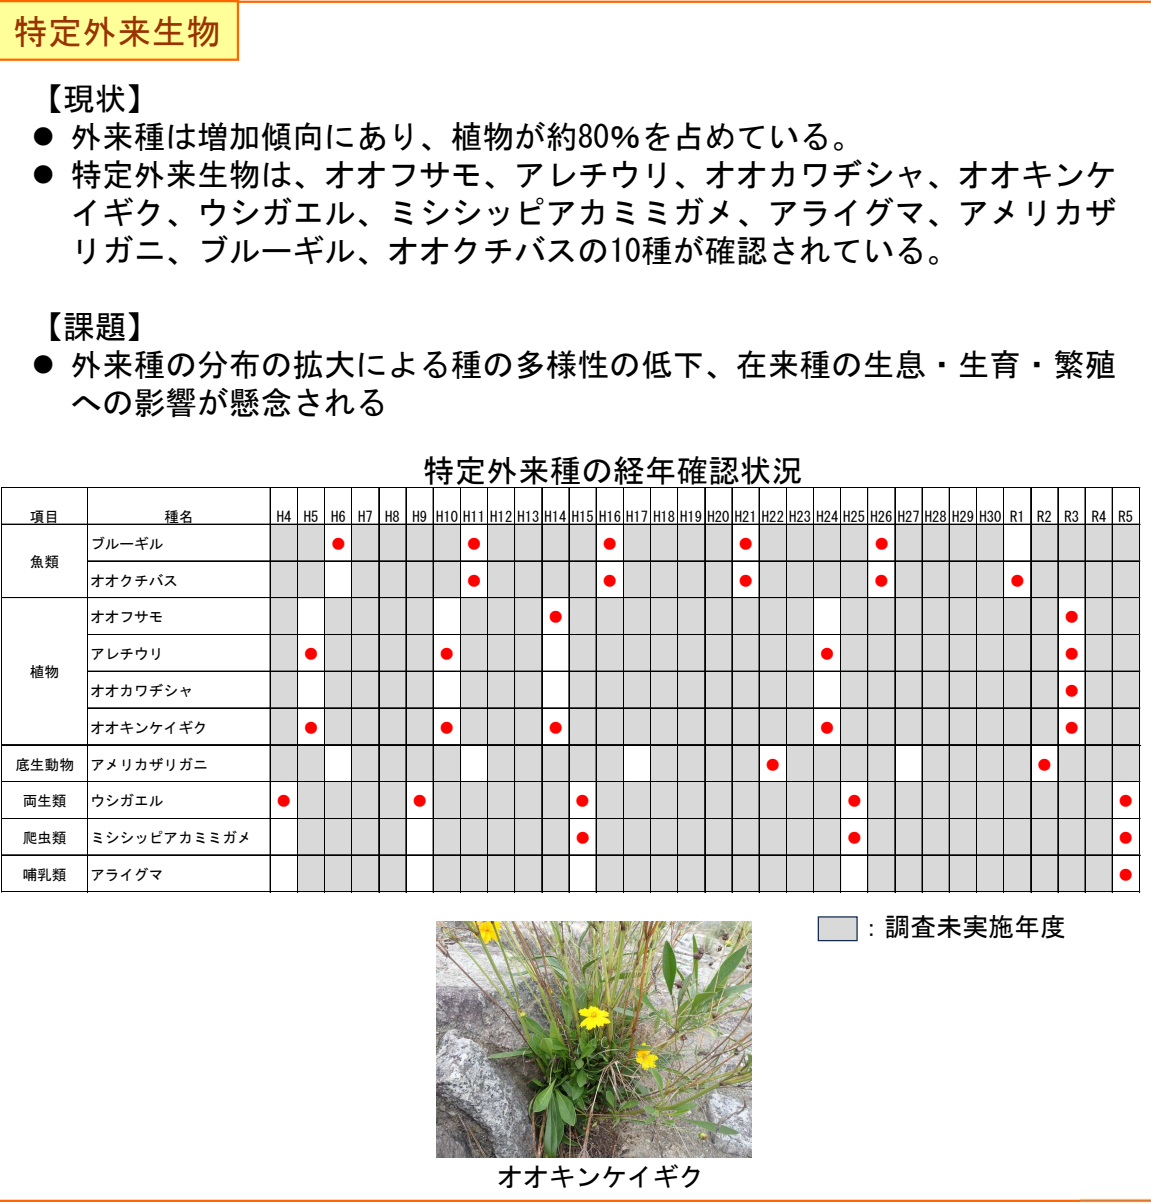 特定外来生物
【現状】
● 外来種は増加傾向にあり、植物が約80%を占めている。
● 特定外来生物は、オオフサモ、アレチウリ、オオカワヂシャ、オオキンケ
イギク、ウシガエル、ミシシッピアカミミガメ、アライグマ、アメリカザ
リガニ、ブルーギル、オオクチバスの10種が確認されている。
【課題】
● 外来種の分布の拡大による種の多様性の低下、在来種の生息・生育・繁殖
への影響が懸念される
特定外来種の経年確認状況
項目 種名 H4 H5 H6 H7 H8 H9 H10 H11 H12 H13 H14 H15 H16 H17 H18 H19 H20 H21 H22 H23 H24 H25 H26 H27 H28 H29 H30 R1 R2 R3 R4 R5
魚類 ブルーギル ● ● ● ● ●
オオクチバス ● ● ● ● ●
植物 オオフサモ ● ●
アレチウリ ● ● ● ●
オオカワヂシャ ●
オオキンケイギク ● ● ● ● ●
底生動物 アメリカザリガニ ● ●
両生類 ウシガエル ● ● ● ● ●
爬虫類 ミシシッピアカミミガメ ● ● ●
哺乳類 アライグマ ●
：調査未実施年度
オオキンケイギク